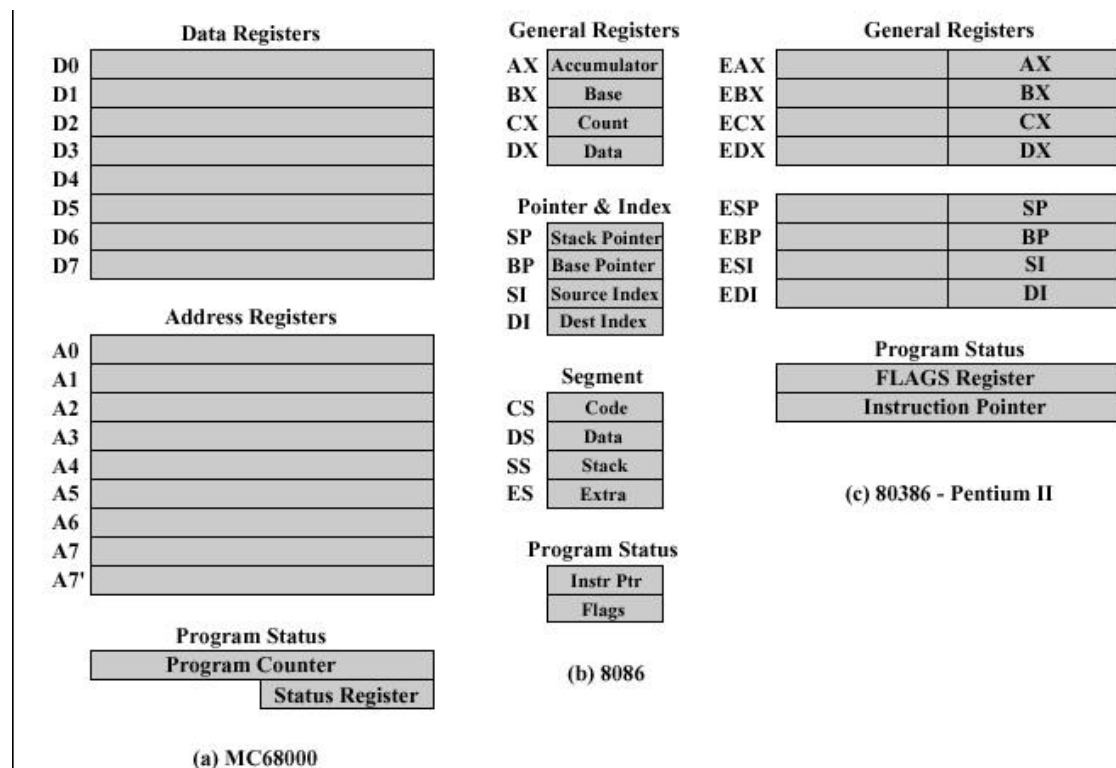 Data Registers
D0
D1
D2
D3
D4
D5
D6
D7
Address Registers
A0
A1
A2
A3
A4
A5
A6
A7
A7'
Program Status
Program Counter
Status Register
(a) MC68000
General Registers
AX Accumulator
BX Base
CX Count
DX Data
Pointer & Index
SP Stack Pointer
BP Base Pointer
SI Source Index
DI Dest Index
Segment
CS Code
DS Data
SS Stack
ES Extra
Program Status
Instr Ptr
Flags
(b) 8086
General Registers
EAX AX
EBX BX
ECX CX
EDX DX
ESP SP
EBP BP
ESI SI
EDI DI
Program Status
FLAGS Register
Instruction Pointer
(c) 80386 - Pentium II